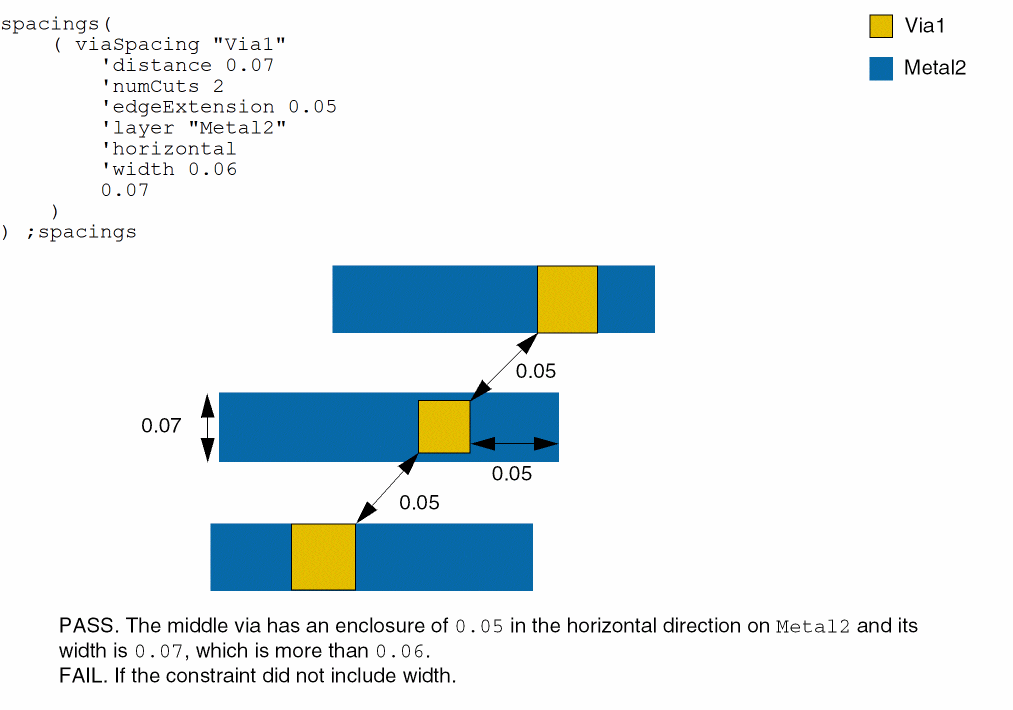 spacings(
( viaSpacing "Via1"
'distance 0.07
'numCuts 2
'edgeExtension 0.05
'layer "Metal2"
'horizontal
'width 0.06
0.07
)
) ;spacings
Via1
Metal2
0.05
0.07
0.05
0.05
PASS. The middle via has an enclosure of 0.05 in the horizontal direction on Metal2 and its
width is 0.07, which is more than 0.06.
FAIL. If the constraint did not include width.